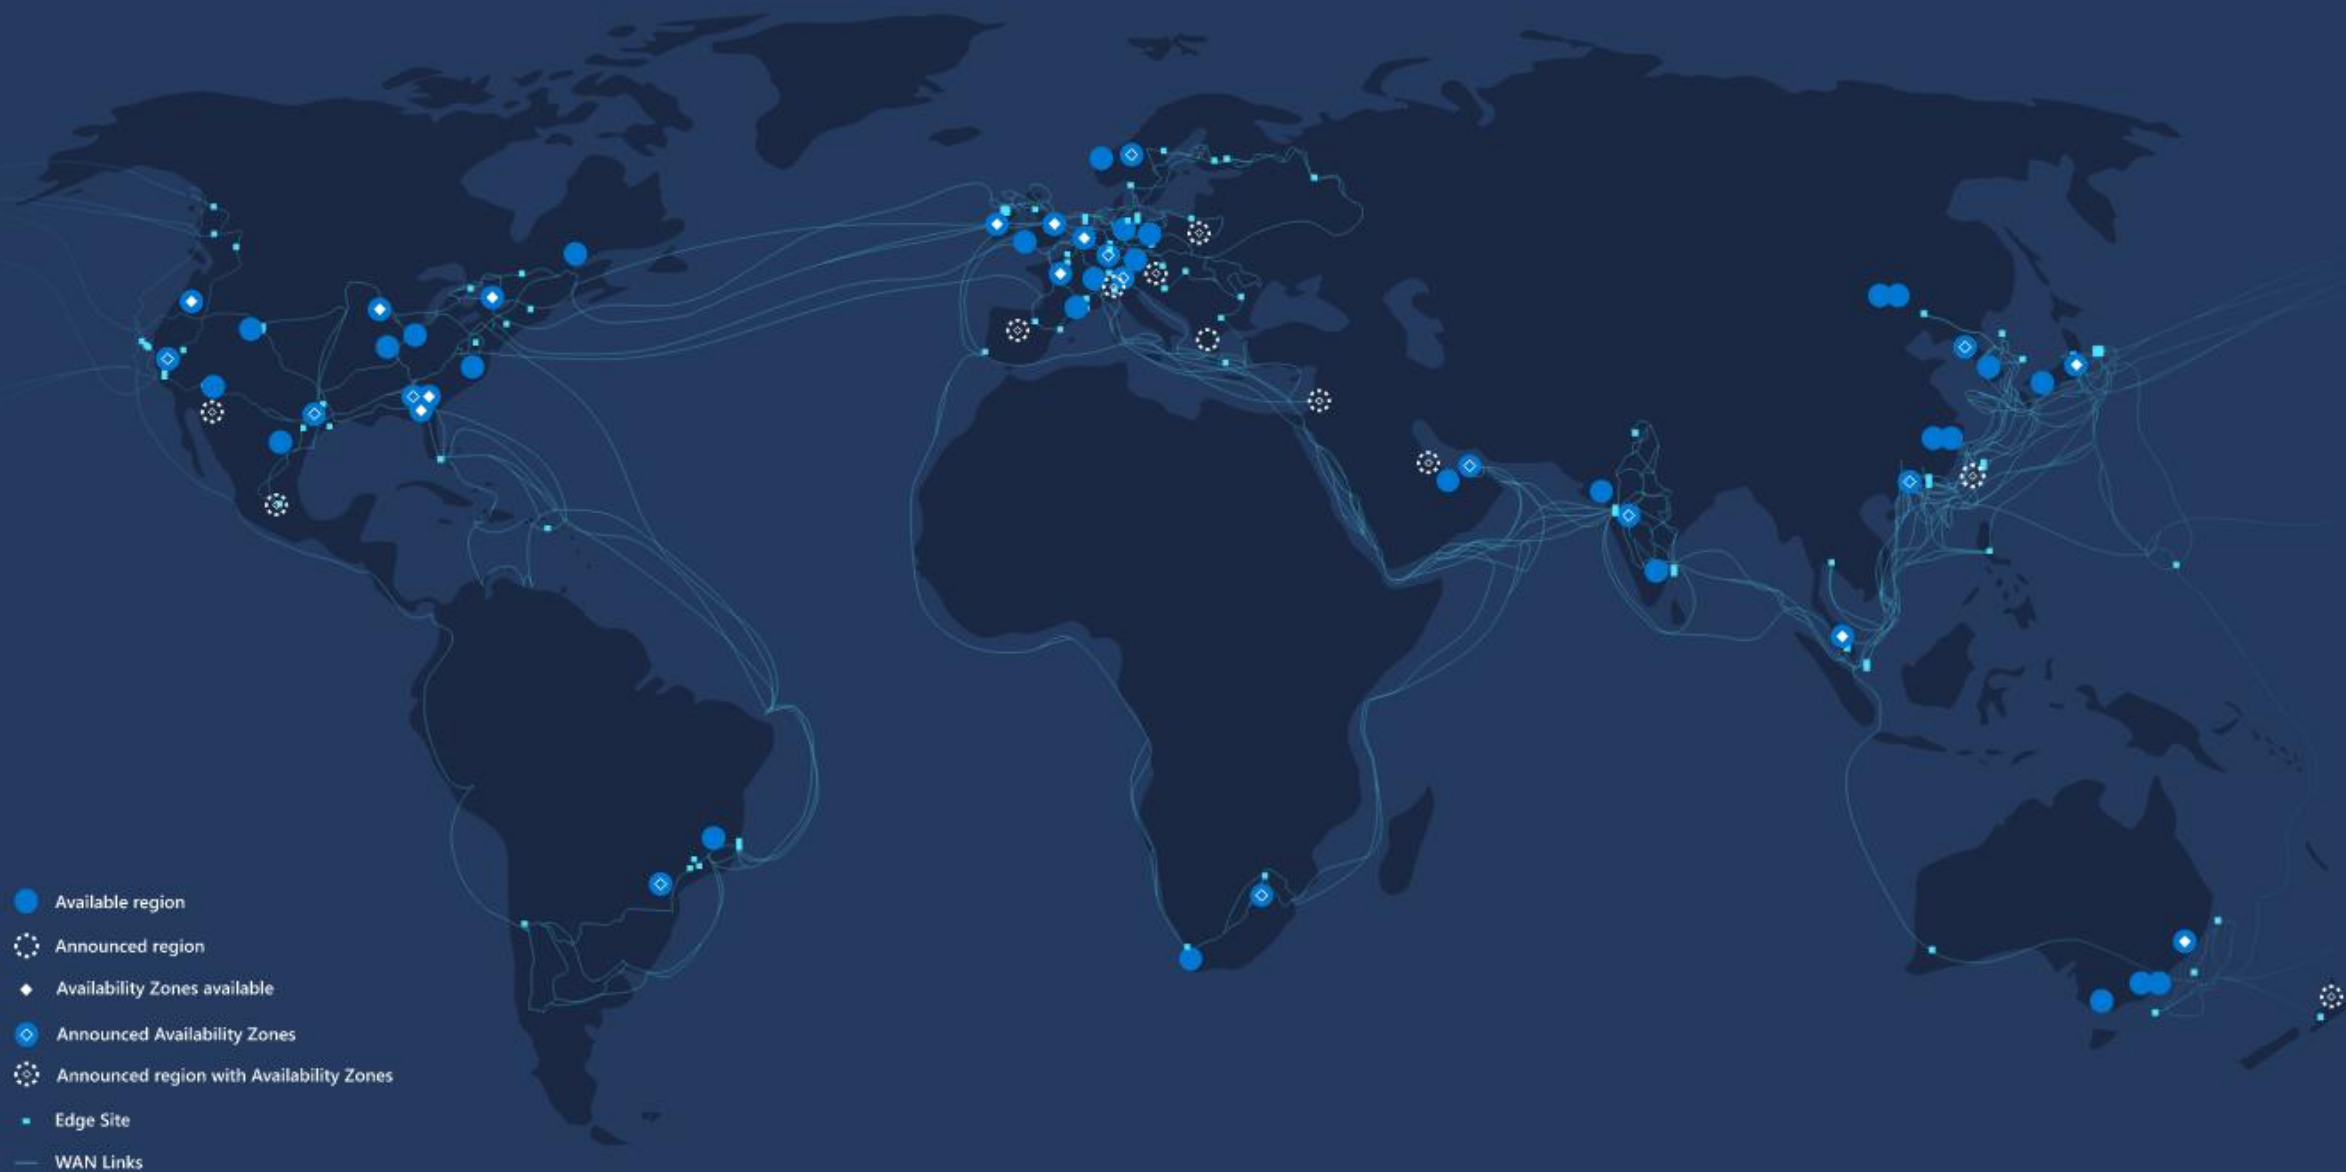 Available region
Announced region
Availability Zones available
Announced Availability Zones
Announced region with Availability Zones
Edge Site
WAN Links